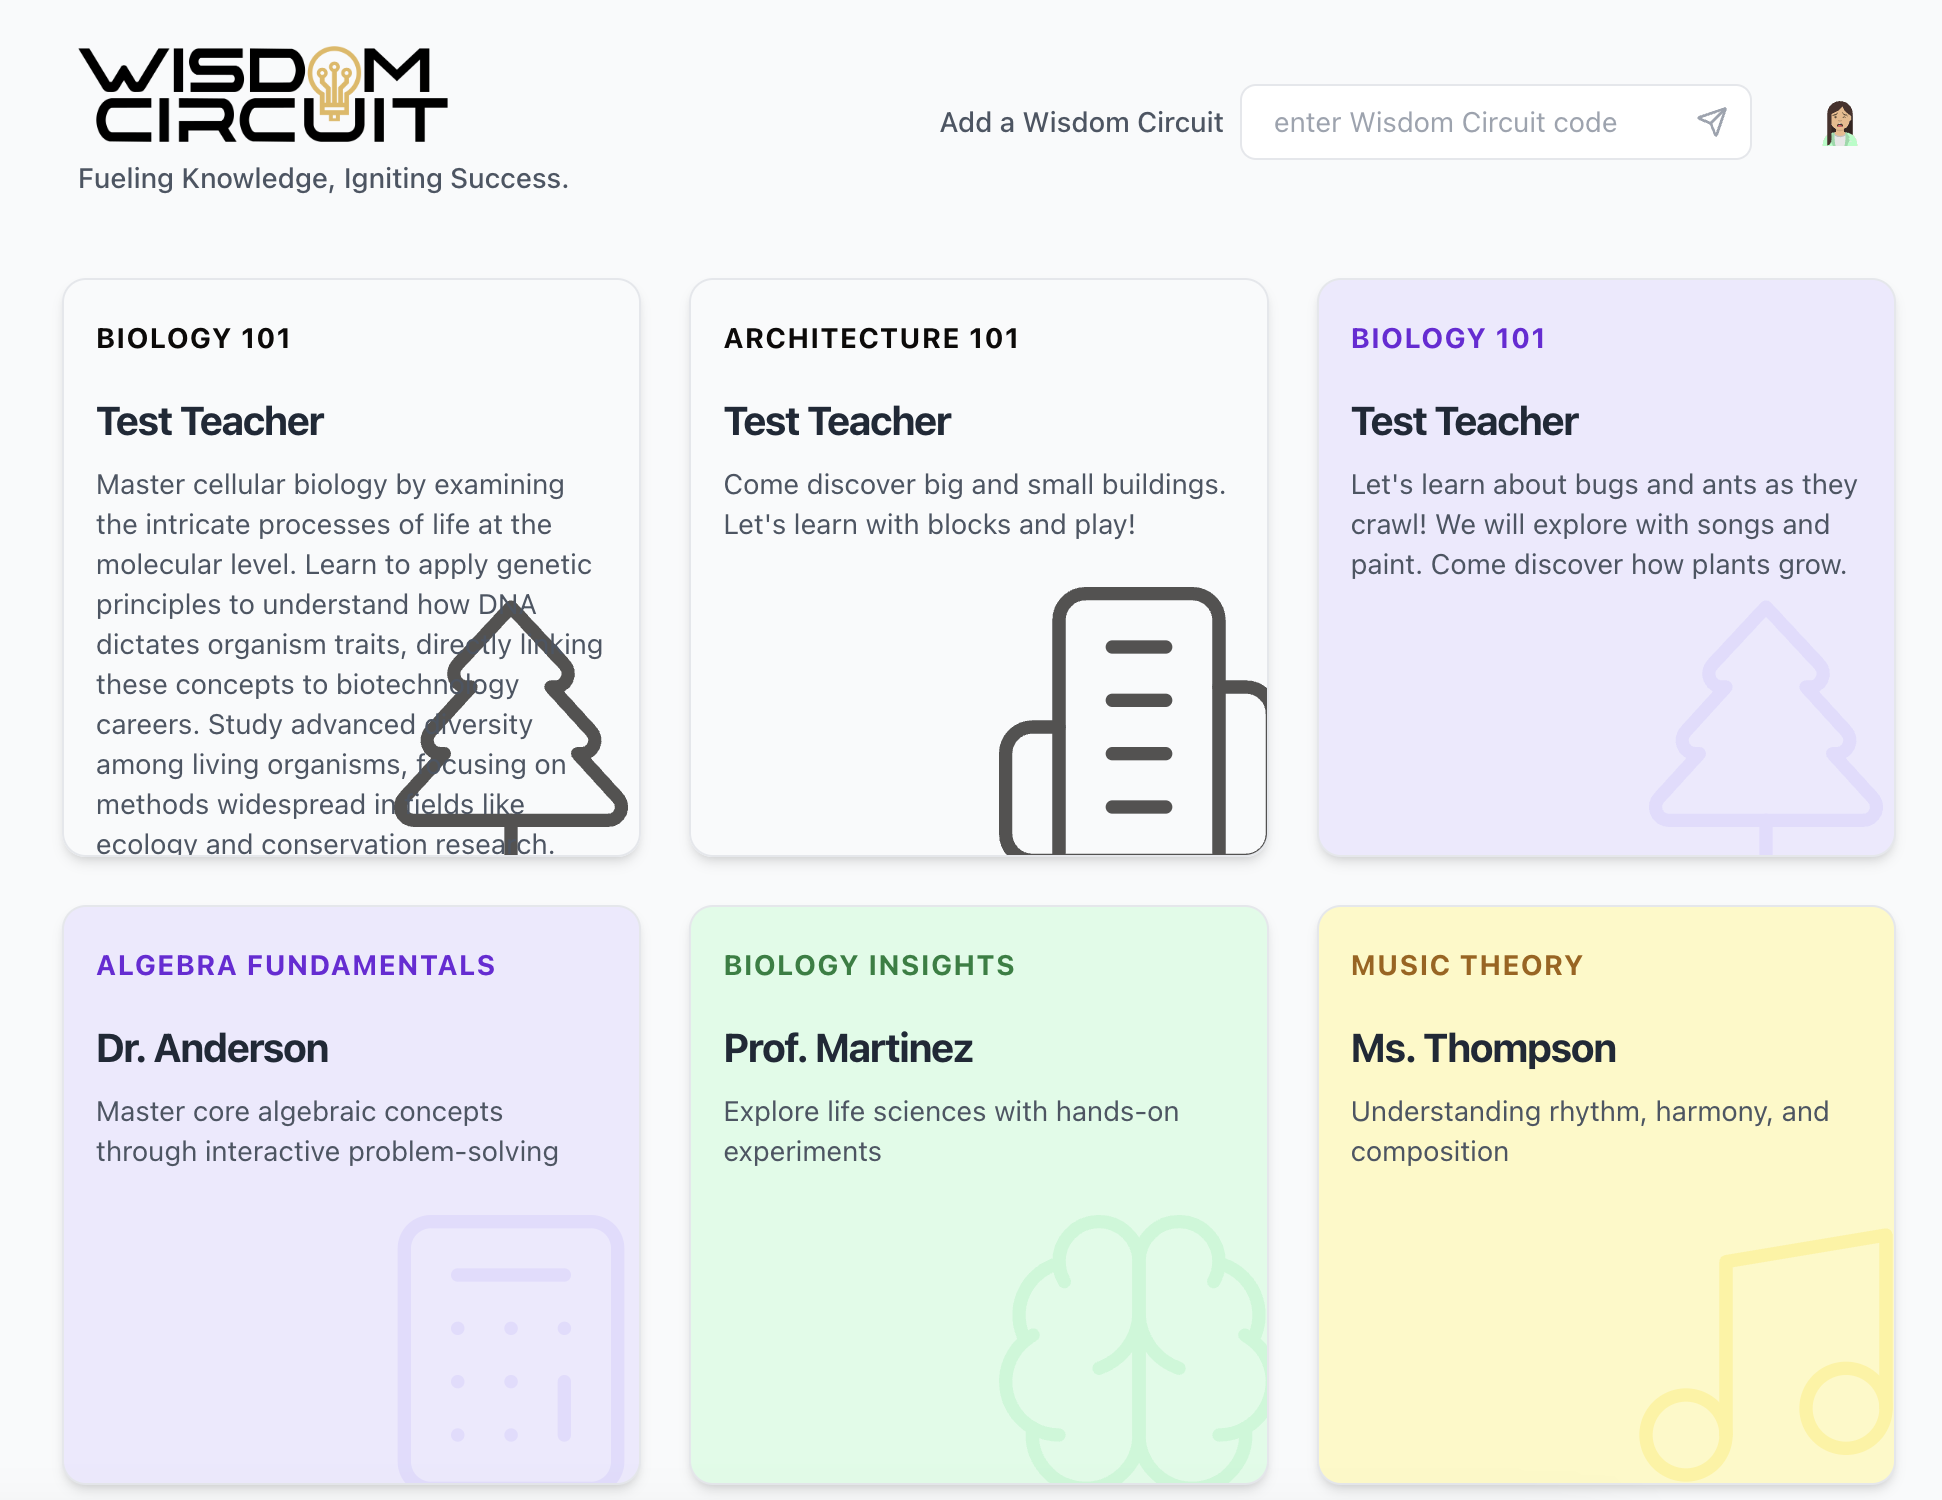 WISDOM
CIRCUIT
Fueling Knowledge, Igniting Success.
Add a Wisdom Circuit
enter Wisdom Circuit code
BIOLOGY 101
Test Teacher
Master cellular biology by examining
the intricate processes of life at the
molecular level. Learn to apply genetic
principles to understand how DNA
dictates organism traits, directly linking
these concepts to biotechnology
careers. Study advanced diversity
among living organisms, focusing on
methods widespread in fields like
ecology and conservation research.
ARCHITECTURE 101
Test Teacher
Come discover big and small buildings.
Let's learn with blocks and play!
BIOLOGY 101
Test Teacher
Let's learn about bugs and ants as they
crawl! We will explore with songs and
paint. Come discover how plants grow.
ALGEBRA FUNDAMENTALS
Dr. Anderson
Master core algebraic concepts
through interactive problem-solving
BIOLOGY INSIGHTS
Prof. Martinez
Explore life sciences with hands-on
experiments
MUSIC THEORY
Ms. Thompson
Understanding rhythm, harmony, and
composition